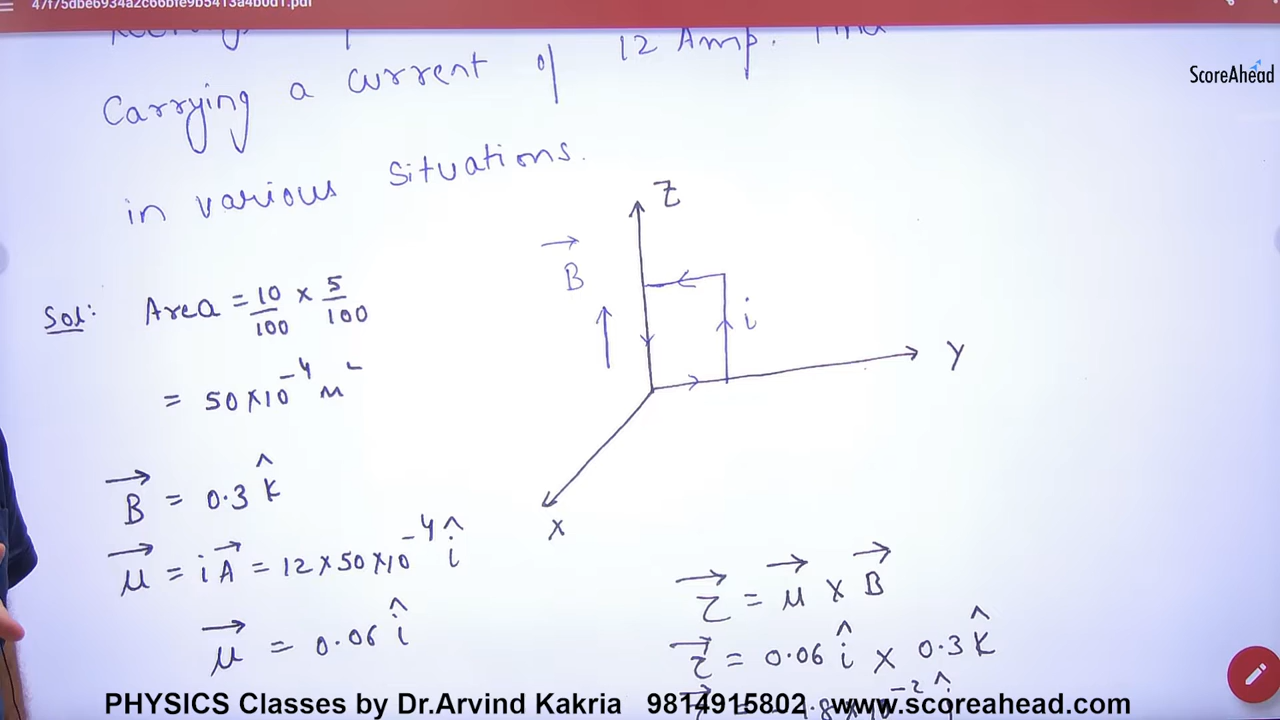 12 Amp.
ScoreAhead
Carrying a current of
in various situations.
Z
B
i
Y
X
Sol: Area = 10/100 × 5/100
= 50×10⁻⁴ m²
B⃗ = 0.3 k̂
μ⃗ = iA⃗ = 12×50×10⁻⁴ î
μ⃗ = 0.06 î
τ⃗ = μ⃗ × B⃗
τ⃗ = 0.06 î × 0.3 k̂
PHYSICS Classes by Dr.Arvind Kakria 9814915802 www.scoreahead.com